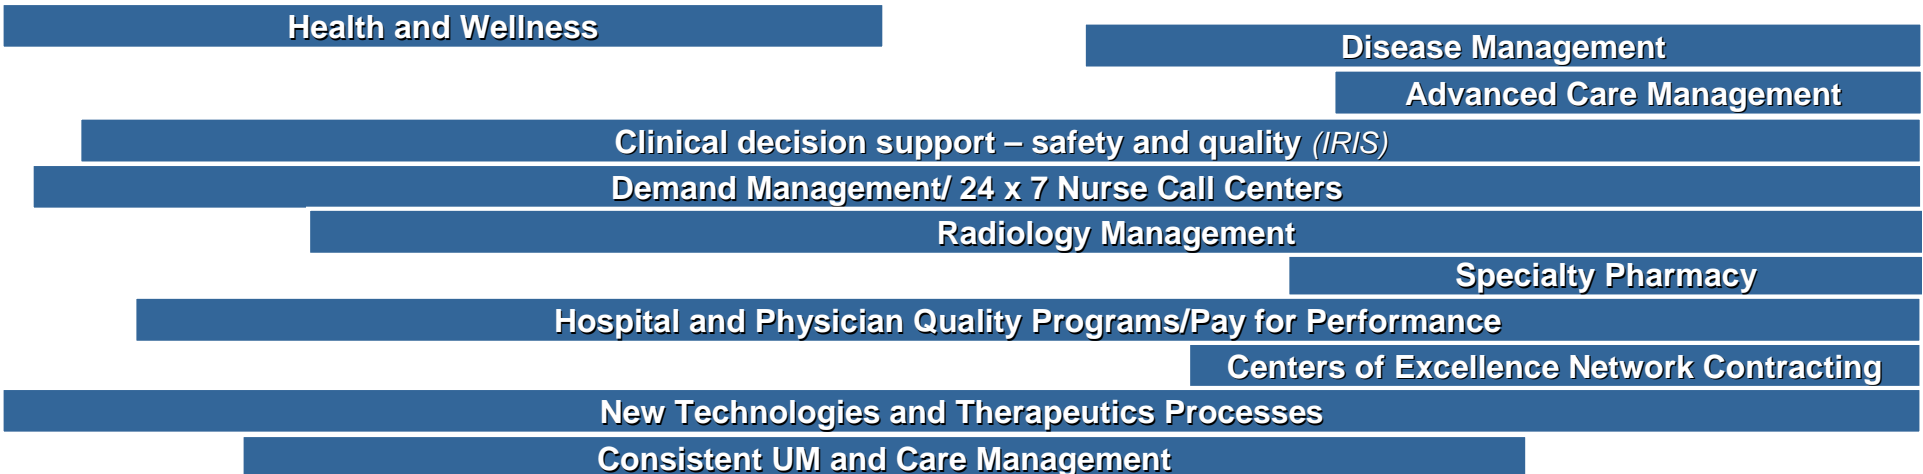 Health and Wellness
Disease Management
Advanced Care Management
Clinical decision support – safety and quality (IRIS)
Demand Management/ 24 x 7 Nurse Call Centers
Radiology Management
Specialty Pharmacy
Hospital and Physician Quality Programs/Pay for Performance
Centers of Excellence Network Contracting
New Technologies and Therapeutics Processes
Consistent UM and Care Management